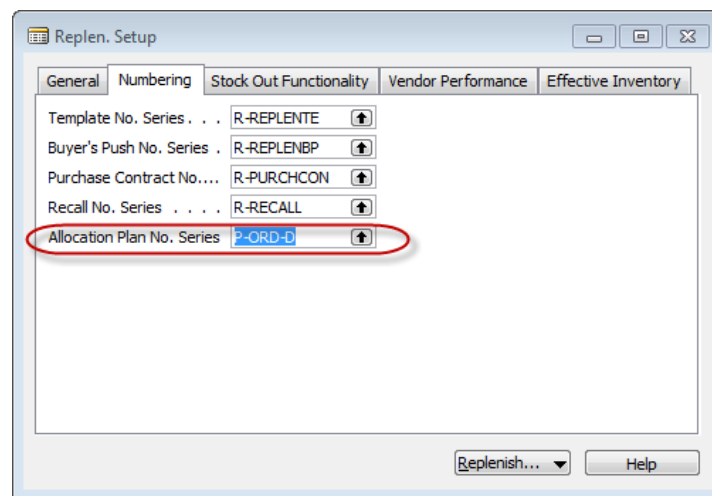 Replen. Setup
General Numbering Stock Out Functionality Vendor Performance Effective Inventory
Template No. Series . . . R-REPLENTE
Buyer's Push No. Series . R-REPLENBP
Purchase Contract No.... R-PURCHCON
Recall No. Series . . . . R-RECALL
Allocation Plan No. Series P-ORD-D
Replenish... Help